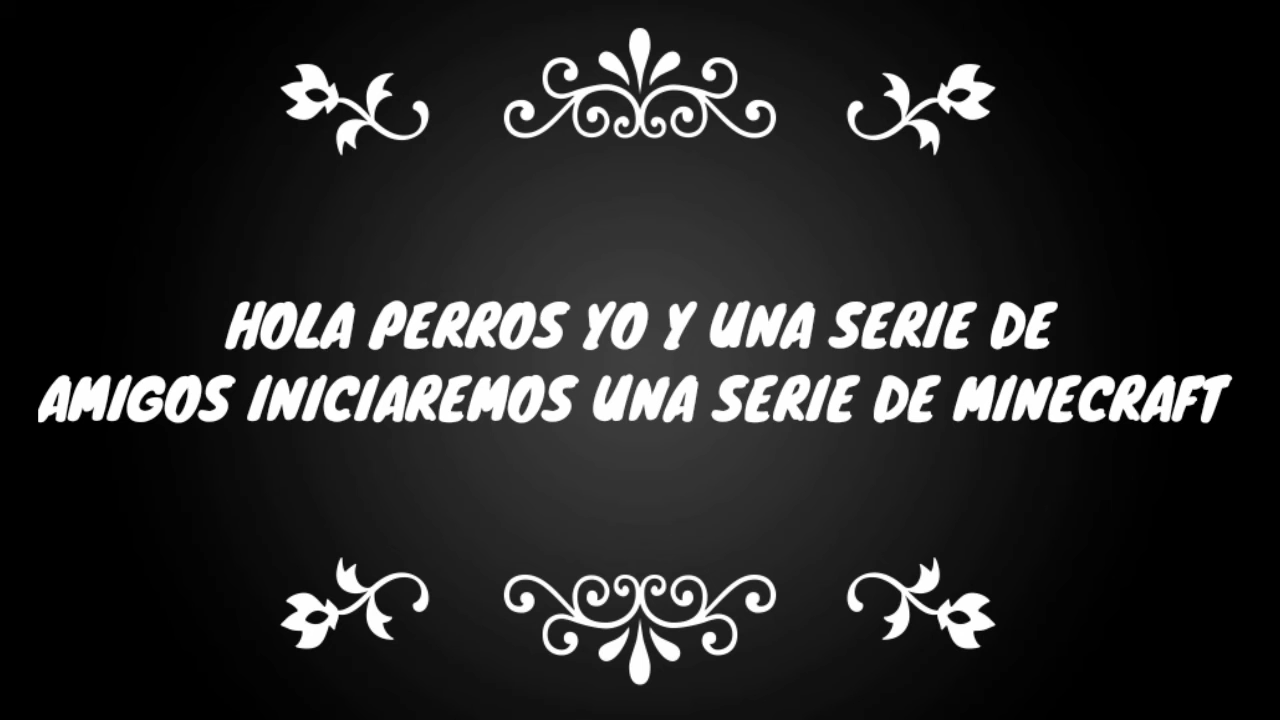 HOLA PERROS YO Y UNA SERIE DE
AMIGOS INICIAREMOS UNA SERIE DE MINECRAFT